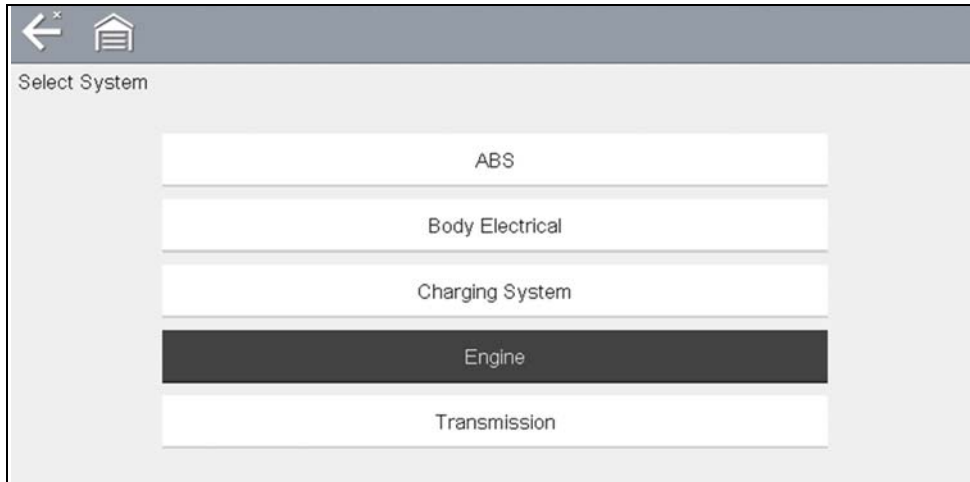 Select System
ABS
Body Electrical
Charging System
Engine
Transmission